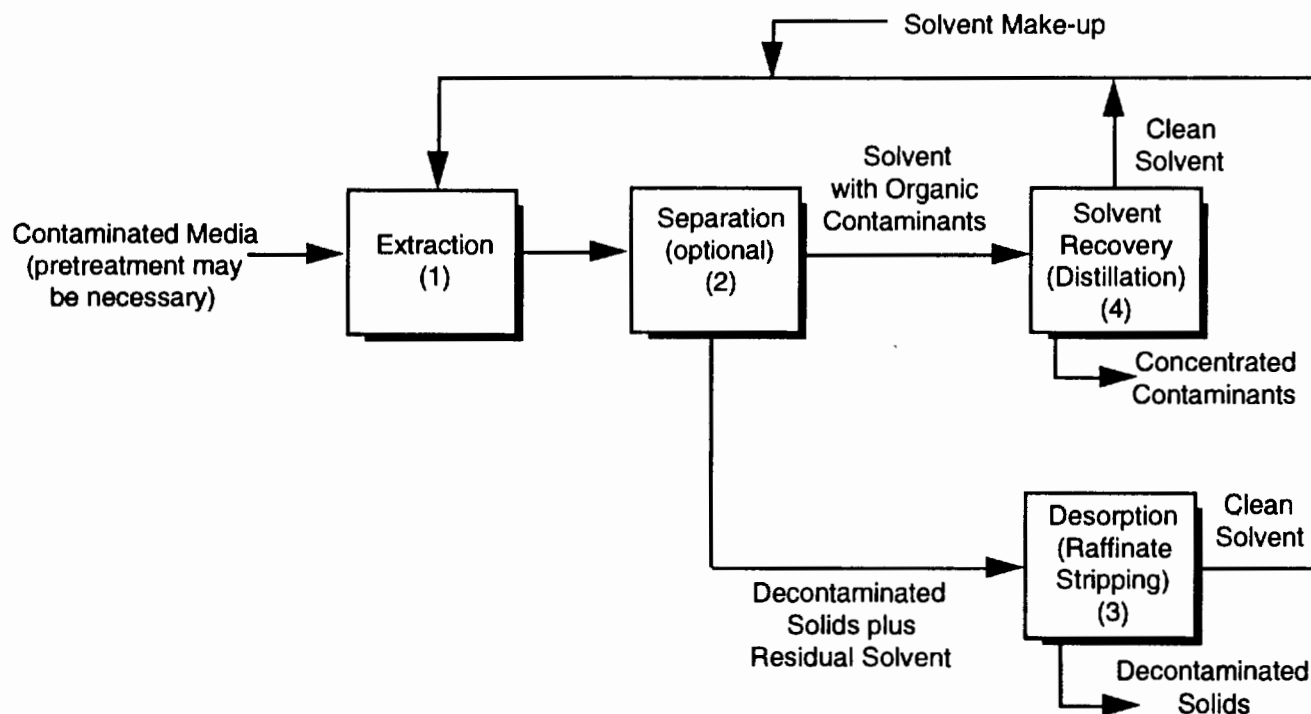 Solvent Make-up
Clean
Solvent
Solvent
with Organic
Contaminants
Contaminated Media
(pretreatment may
be necessary)
Extraction
(1)
Separation
(optional)
(2)
Solvent
Recovery
(Distillation)
(4)
Concentrated
Contaminants
Decontaminated
Solids plus
Residual Solvent
Desorption
(Raffinate
Stripping)
(3)
Clean
Solvent
Decontaminated
Solids